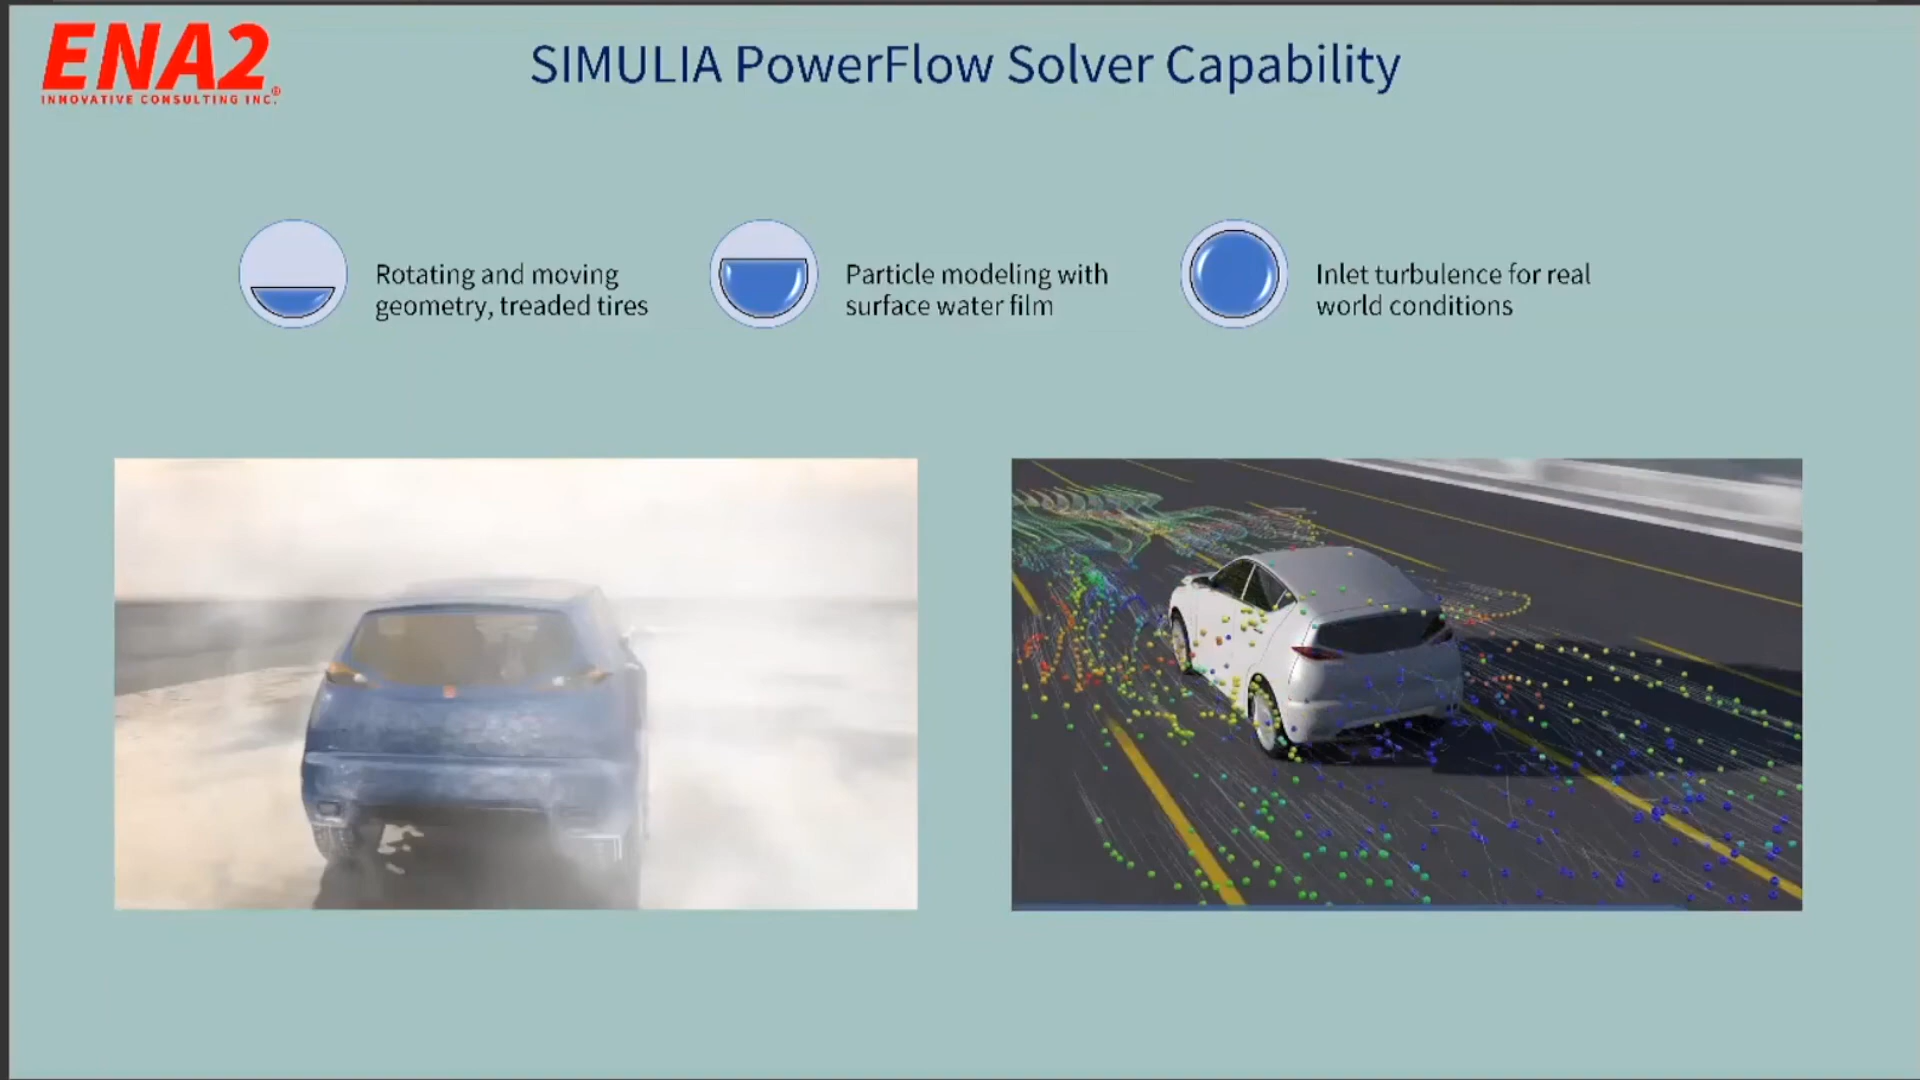 ENA2
INNOVATIVE CONSULTING INC.®
SIMULIA PowerFlow Solver Capability
Rotating and moving
geometry, treaded tires
Particle modeling with
surface water film
Inlet turbulence for real
world conditions